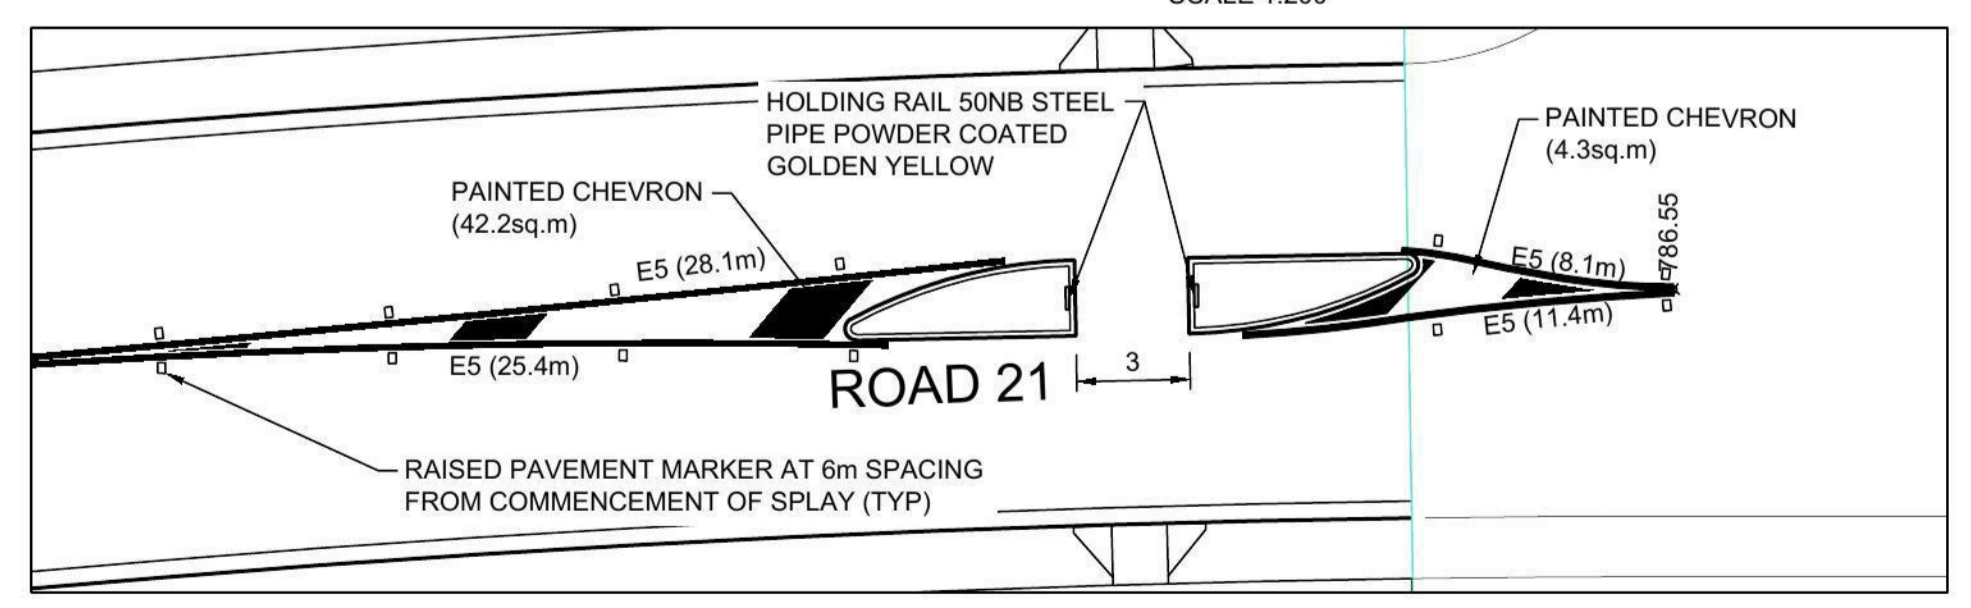 HOLDING RAIL 50NB STEEL
PIPE POWDER COATED
GOLDEN YELLOW
PAINTED CHEVRON
(4.3sq.m)
PAINTED CHEVRON
(42.2sq.m)
786.55
E5 (28.1m)
E5 (8.1m)
E5 (11.4m)
E5 (25.4m)
3
ROAD 21
RAISED PAVEMENT MARKER AT 6m SPACING
FROM COMMENCEMENT OF SPLAY (TYP)